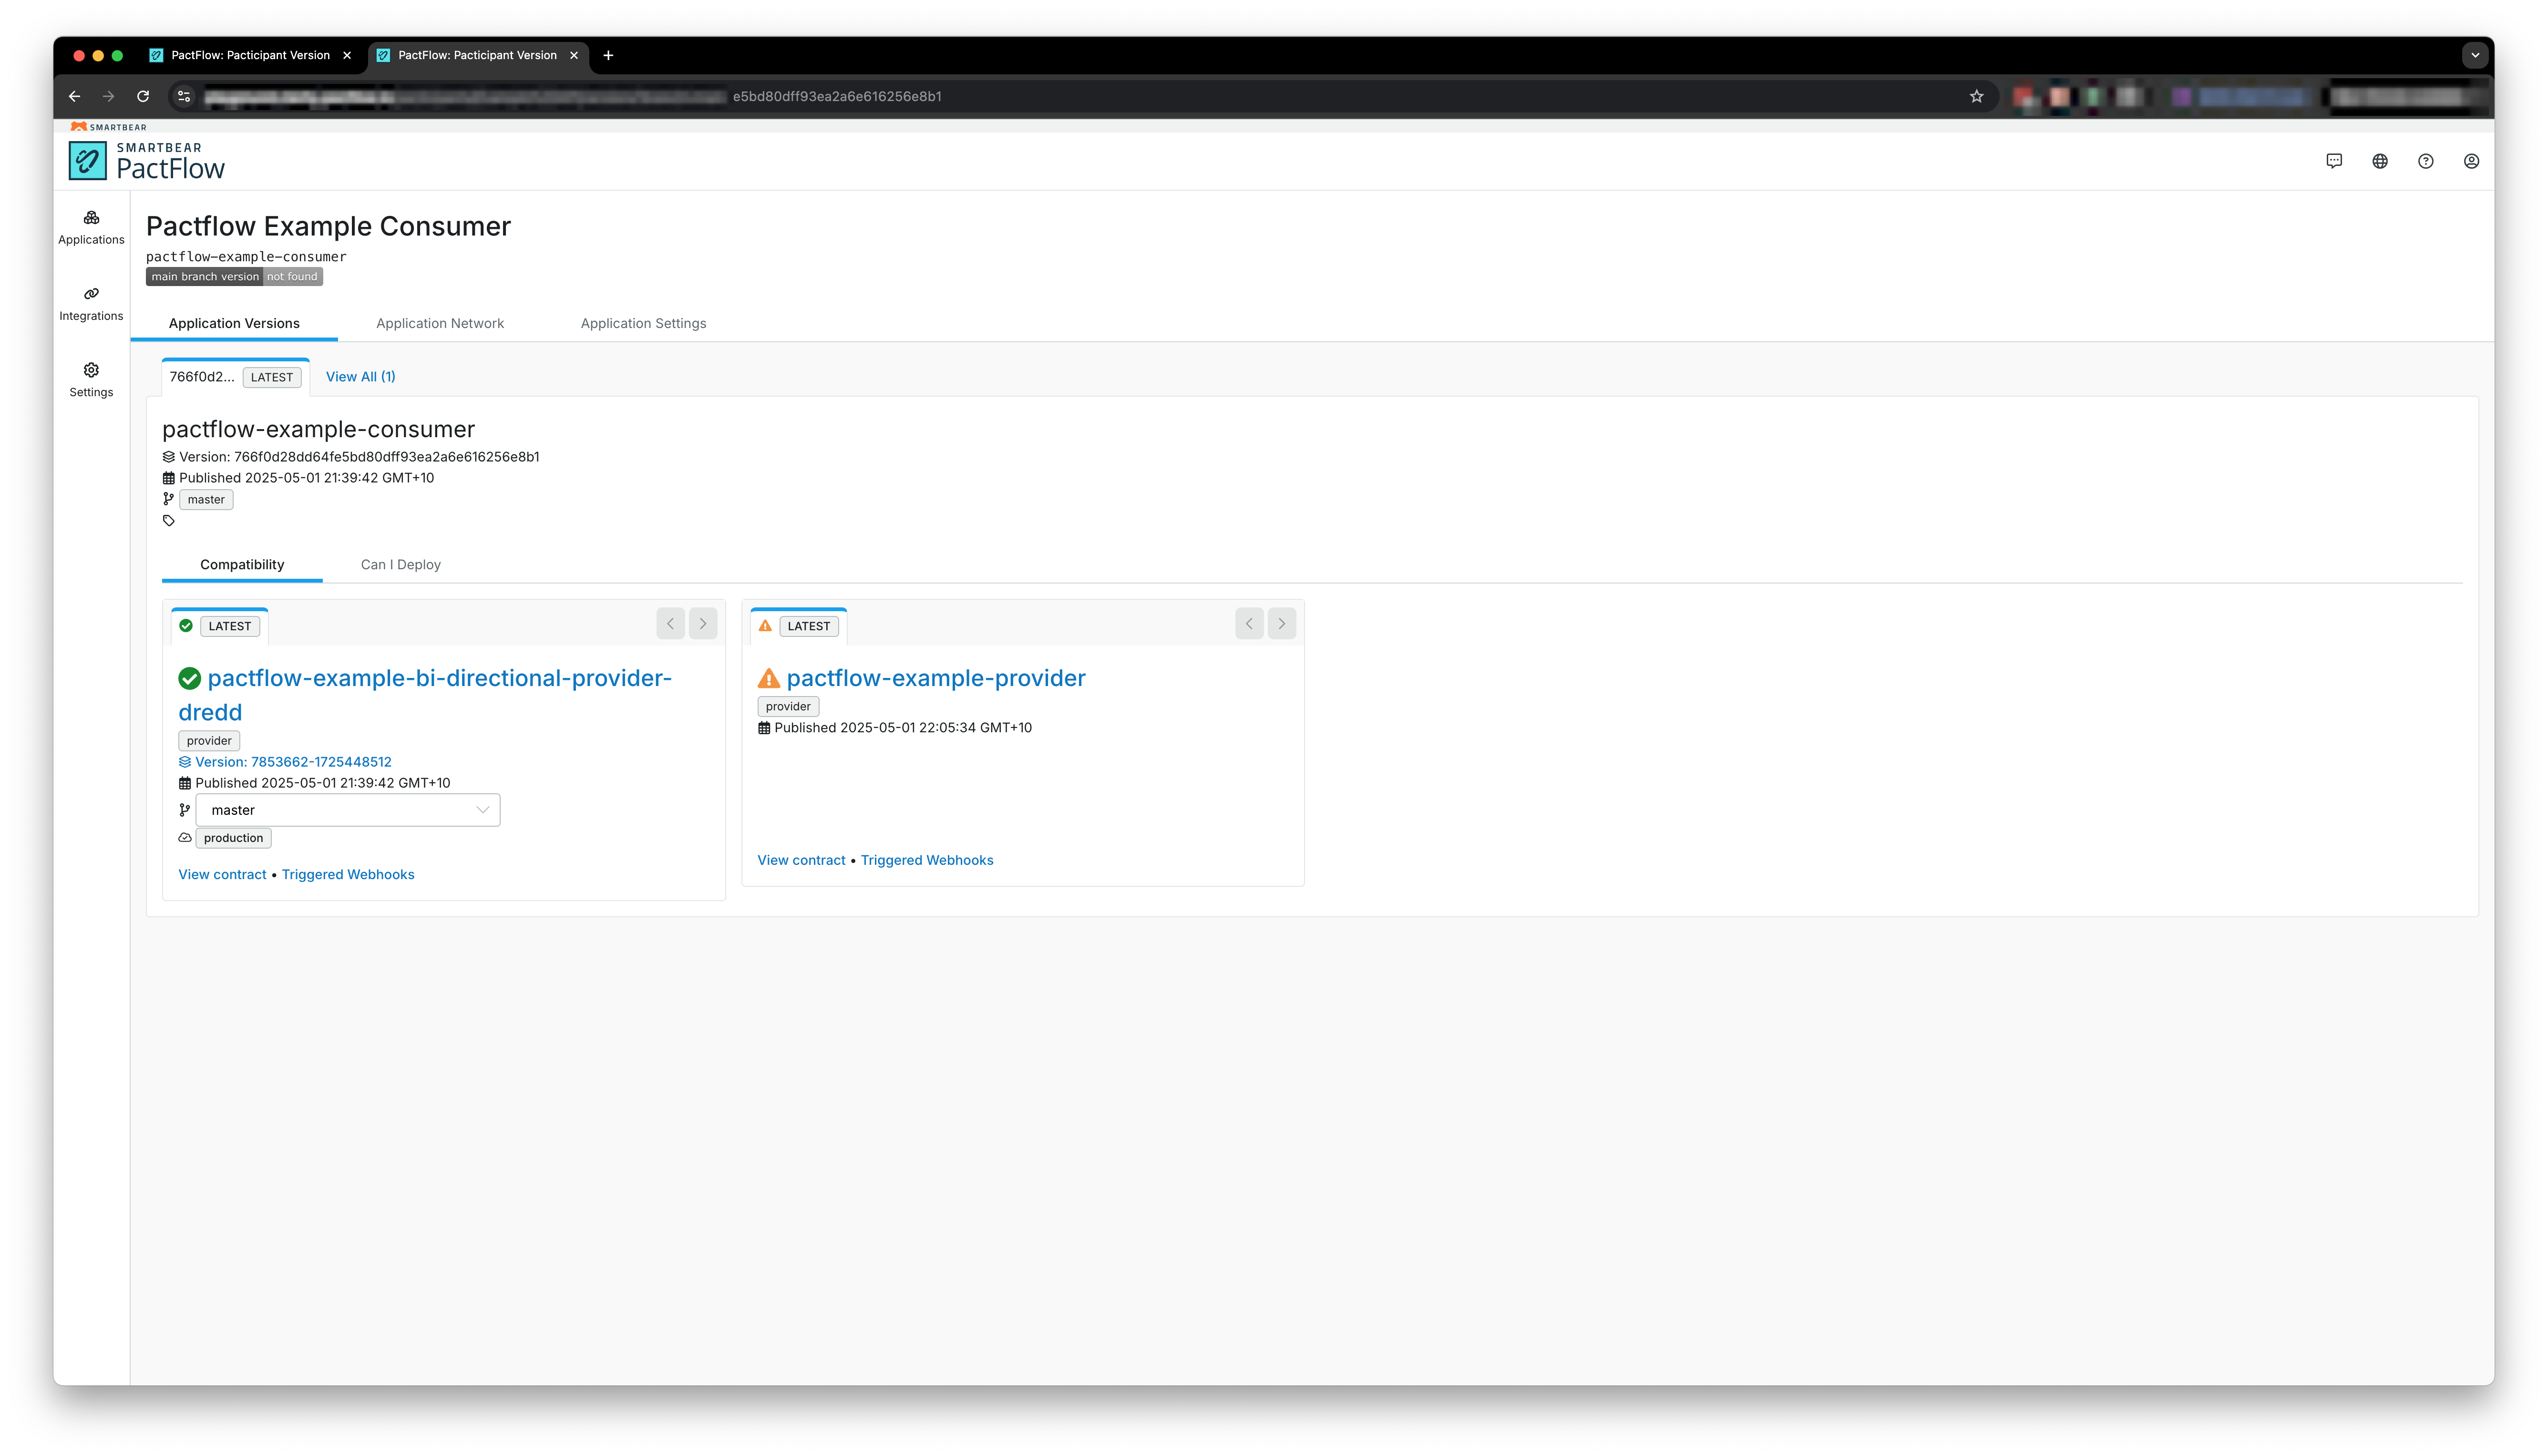 PactFlow: Pacticipant Version
PactFlow: Pacticipant Version
e5bd80dff93ea2a6e616256e8b1
SMARTBEAR
SMARTBEAR
PactFlow
Applications
Integrations
Settings
Pactflow Example Consumer
pactflow-example-consumer
main branch version not found
Application Versions Application Network Application Settings
766f0d2... LATEST View All (1)
pactflow-example-consumer
Version: 766f0d28dd64fe5bd80dff93ea2a6e616256e8b1
Published 2025-05-01 21:39:42 GMT+10
master
Compatibility Can I Deploy
LATEST
pactflow-example-bi-directional-provider-
dredd
provider
Version: 7853662-1725448512
Published 2025-05-01 21:39:42 GMT+10
master
production
View contract • Triggered Webhooks
LATEST
pactflow-example-provider
provider
Published 2025-05-01 22:05:34 GMT+10
View contract • Triggered Webhooks